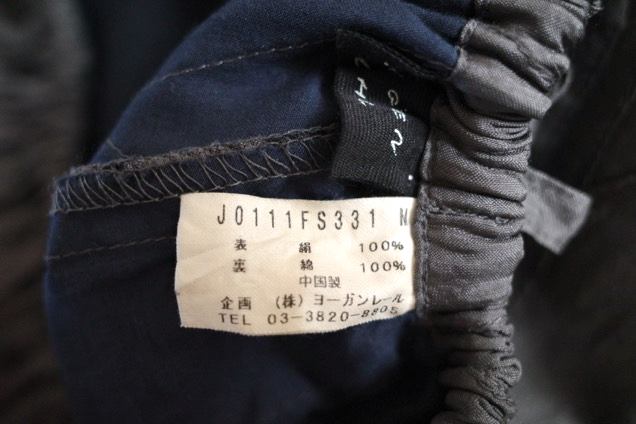 J0111FS331 N
表 絹 100%
裏 綿 100%
中国製
企画 (株) ヨーガンレール
TEL 03-3820-8805